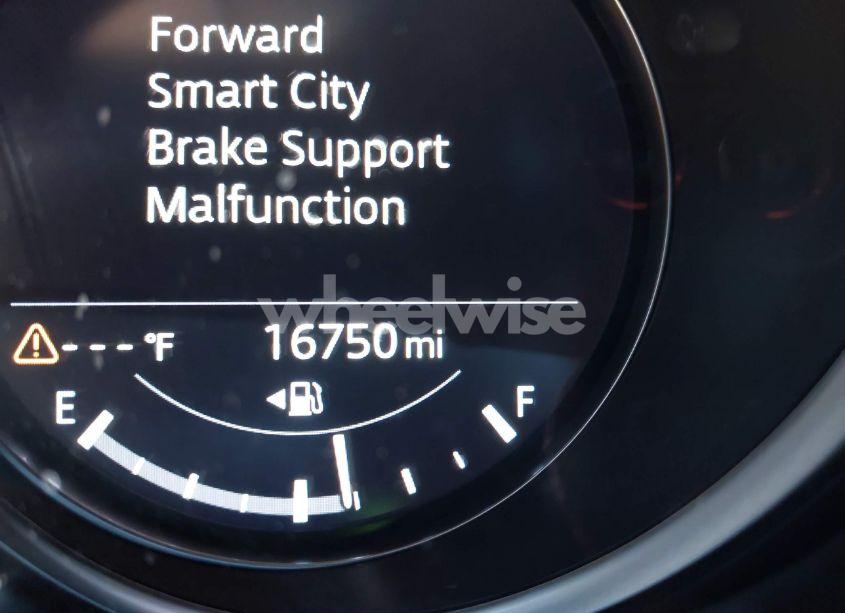 Forward
Smart City
Brake Support
Malfunction
wheelwise
---°F 16750 mi
E F